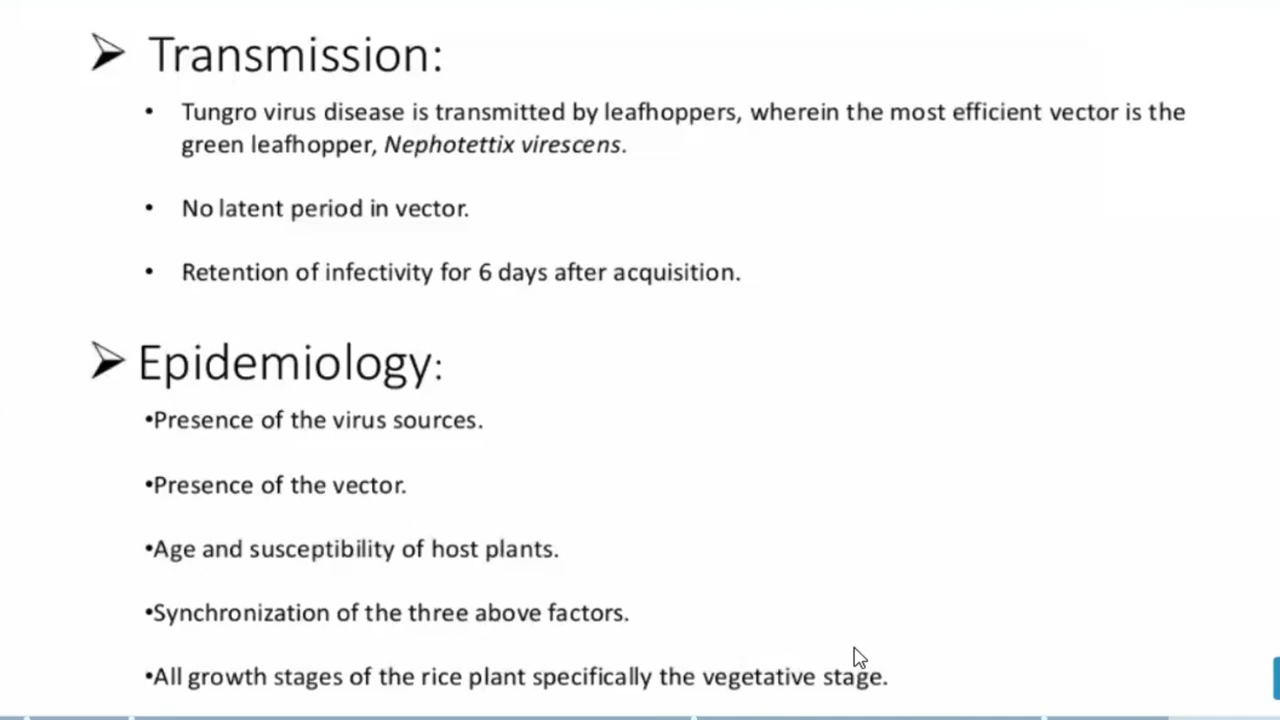 ➢ Transmission:
• Tungro virus disease is transmitted by leafhoppers, wherein the most efficient vector is the
green leafhopper, Nephotettix virescens.
• No latent period in vector.
• Retention of infectivity for 6 days after acquisition.
➢ Epidemiology:
•Presence of the virus sources.
•Presence of the vector.
•Age and susceptibility of host plants.
•Synchronization of the three above factors.
•All growth stages of the rice plant specifically the vegetative stage.